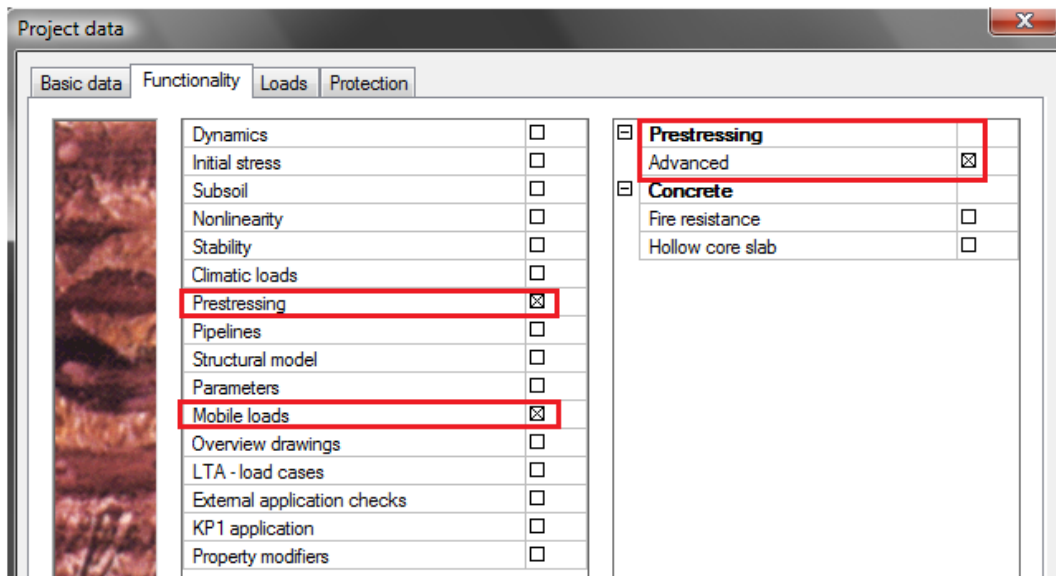 Project data
Basic data Functionality Loads Protection
Dynamics
Initial stress
Subsoil
Nonlinearity
Stability
Climatic loads
Prestressing
Pipelines
Structural model
Parameters
Mobile loads
Overview drawings
LTA - load cases
External application checks
KP1 application
Property modifiers
Prestressing
Advanced
Concrete
Fire resistance
Hollow core slab